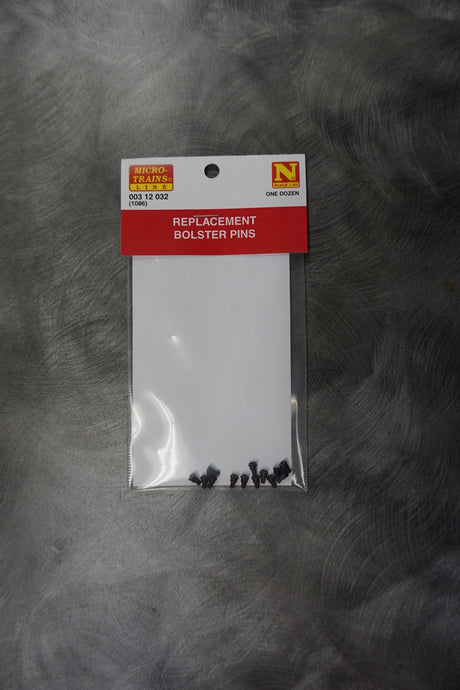 MICRO-
TRAINS®
LINE
003 12 032
(1086)
N
ONE DOZEN
REPLACEMENT
BOLSTER PINS